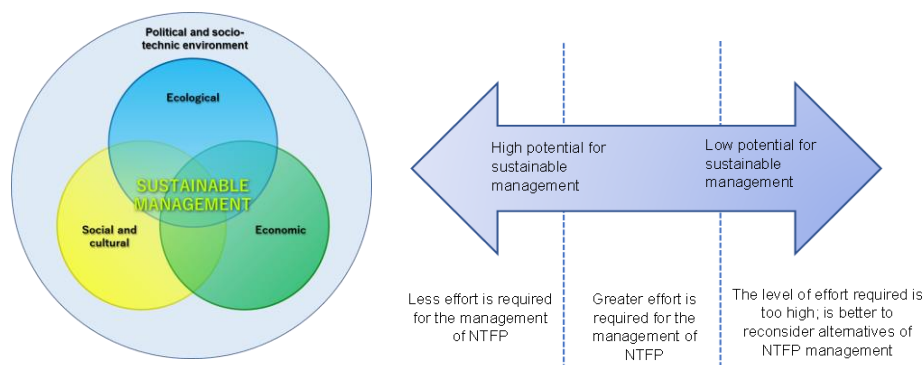 Political and socio-
technic environment
Ecological
SUSTAINABLE
MANAGEMENT
Social and
cultural
Economic
High potential for
sustainable
management
Low potential for
sustainable
management
Less effort is required
for the management
of NTFP
Greater effort is
required for the
management of
NTFP
The level of effort required is
too high; is better to
reconsider alternatives of
NTFP management